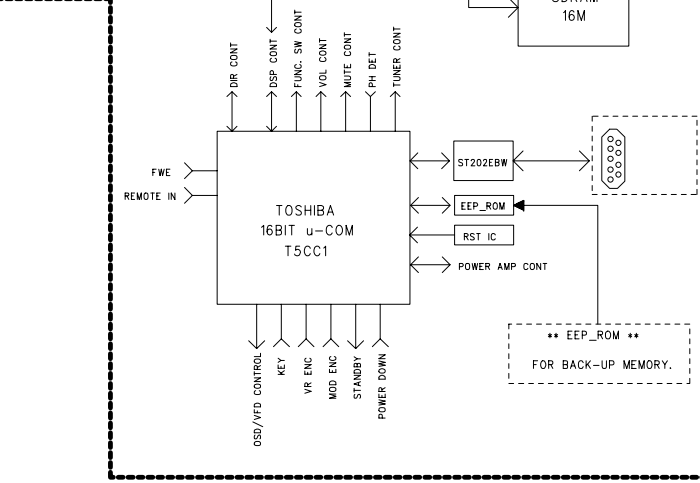 SDRAM
16M
DIR CONT
DSP CONT
FUNC. SW CONT
VOL CONT
MUTE CONT
PH DET
TUNER CONT
FWE
REMOTE IN
TOSHIBA
16BIT u-COM
T5CC1
ST202EBW
EEP_ROM
RST IC
POWER AMP CONT
OSD/VFD CONTROL
KEY
VR ENC
MOD ENC
STANDBY
POWER DOWN
** EEP_ROM **
FOR BACK-UP MEMORY.